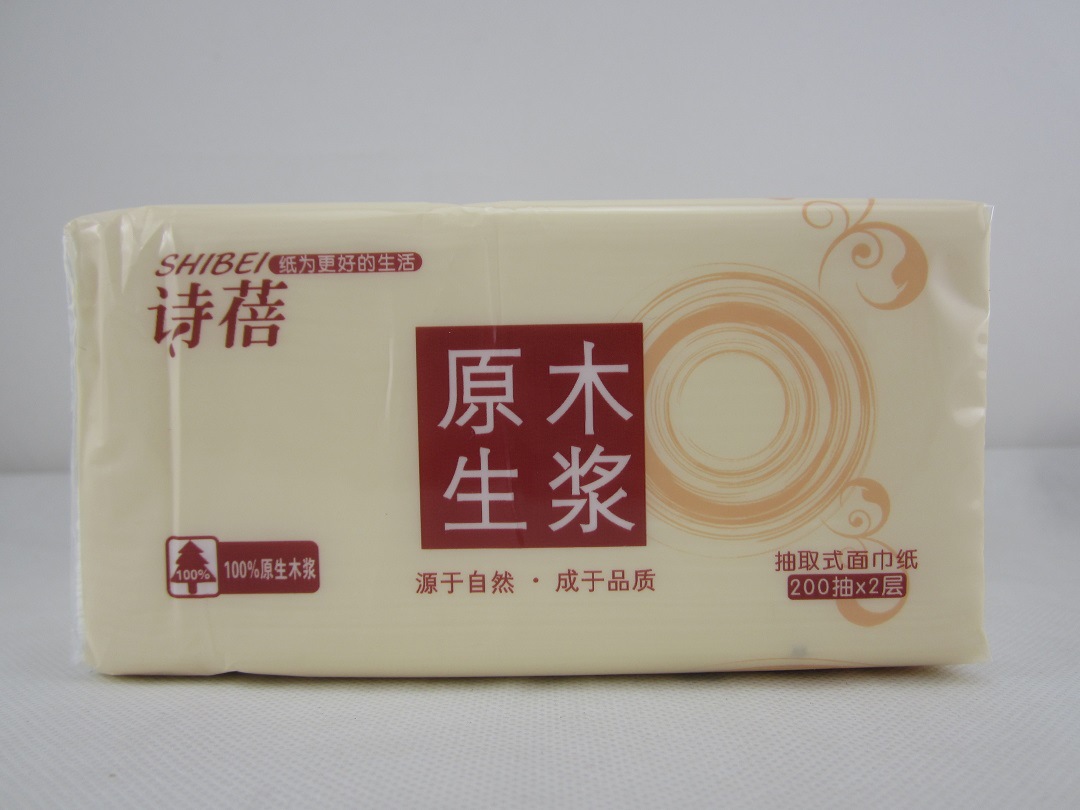 SHIBEI 纸为更好的生活
诗蓓
原木
生浆
100% 100%原生木浆
源于自然·成于品质
抽取式面巾纸
200抽x2层